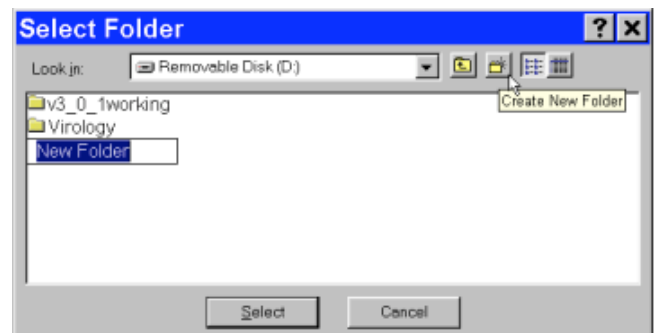 Select Folder
Look in: Removable Disk (D:)
v3_0_1working
Create New Folder
Virology
New Folder
Select Cancel